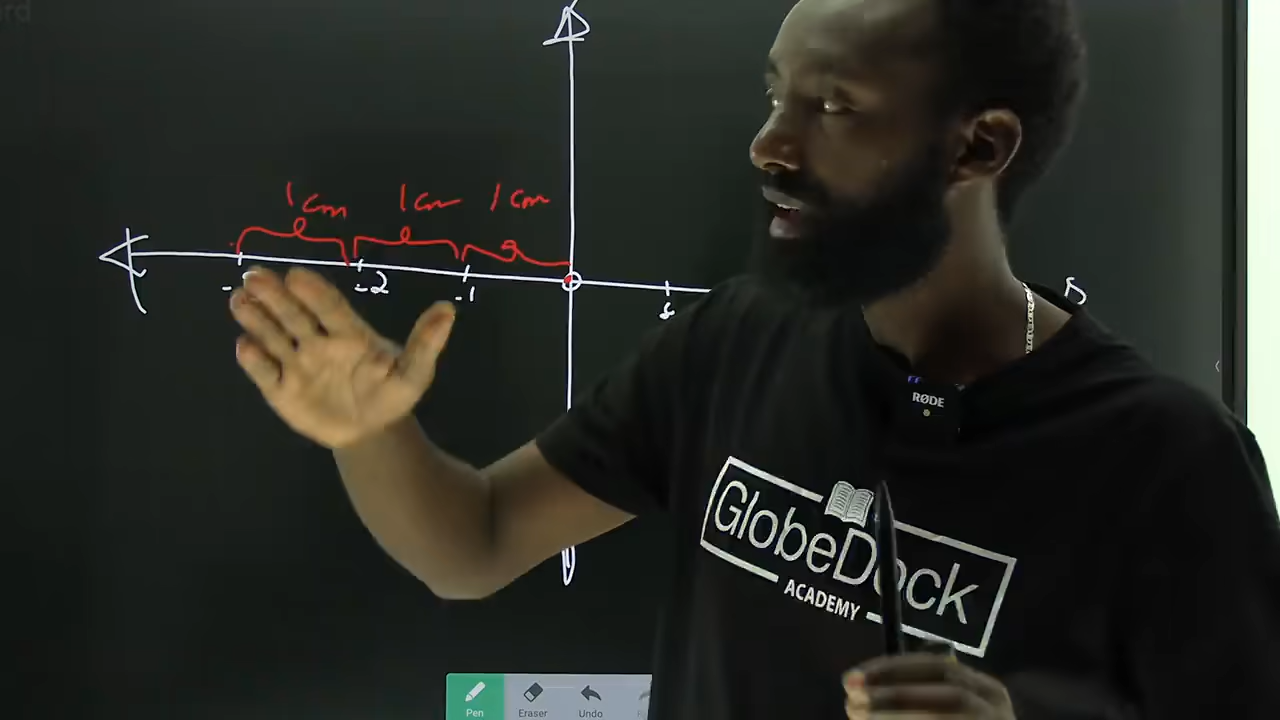 1cm 1cm 1cm
-2 -1
RØDE
GlobeDock
ACADEMY
Pen Eraser Undo